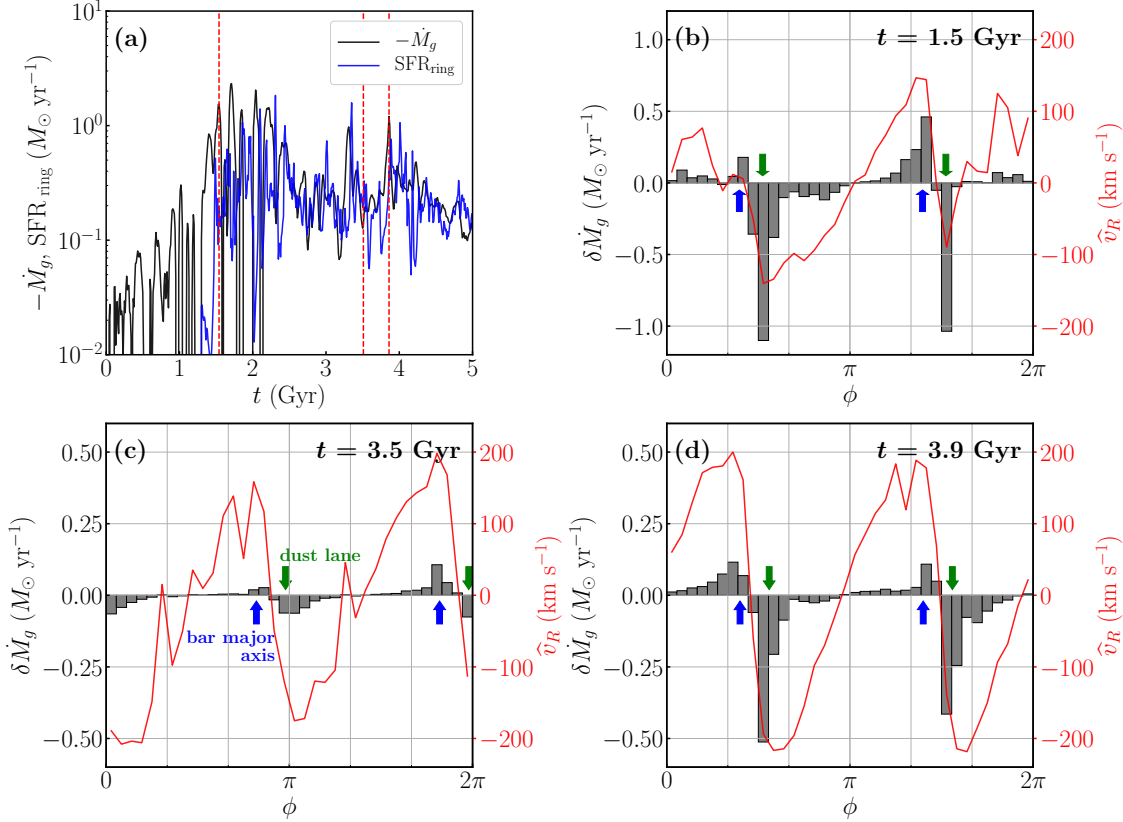 (a)
−Ṁ_g
SFR_ring
10^1
10^0
10^−1
10^−2
−Ṁ_g, SFR_ring (M_⊙ yr^−1)
0 1 2 3 4 5
t (Gyr)
(b)
t = 1.5 Gyr
1.0
0.5
0.0
−0.5
−1.0
δṀ_g (M_⊙ yr^−1)
200
100
0
−100
−200
v̂_R (km s^−1)
0 π 2π
ϕ
(c)
t = 3.5 Gyr
0.50
0.25
0.00
−0.25
−0.50
δṀ_g (M_⊙ yr^−1)
dust lane
bar major
axis
200
100
0
−100
−200
v̂_R (km s^−1)
0 π 2π
ϕ
(d)
t = 3.9 Gyr
0.50
0.25
0.00
−0.25
−0.50
δṀ_g (M_⊙ yr^−1)
200
100
0
−100
−200
v̂_R (km s^−1)
0 π 2π
ϕ